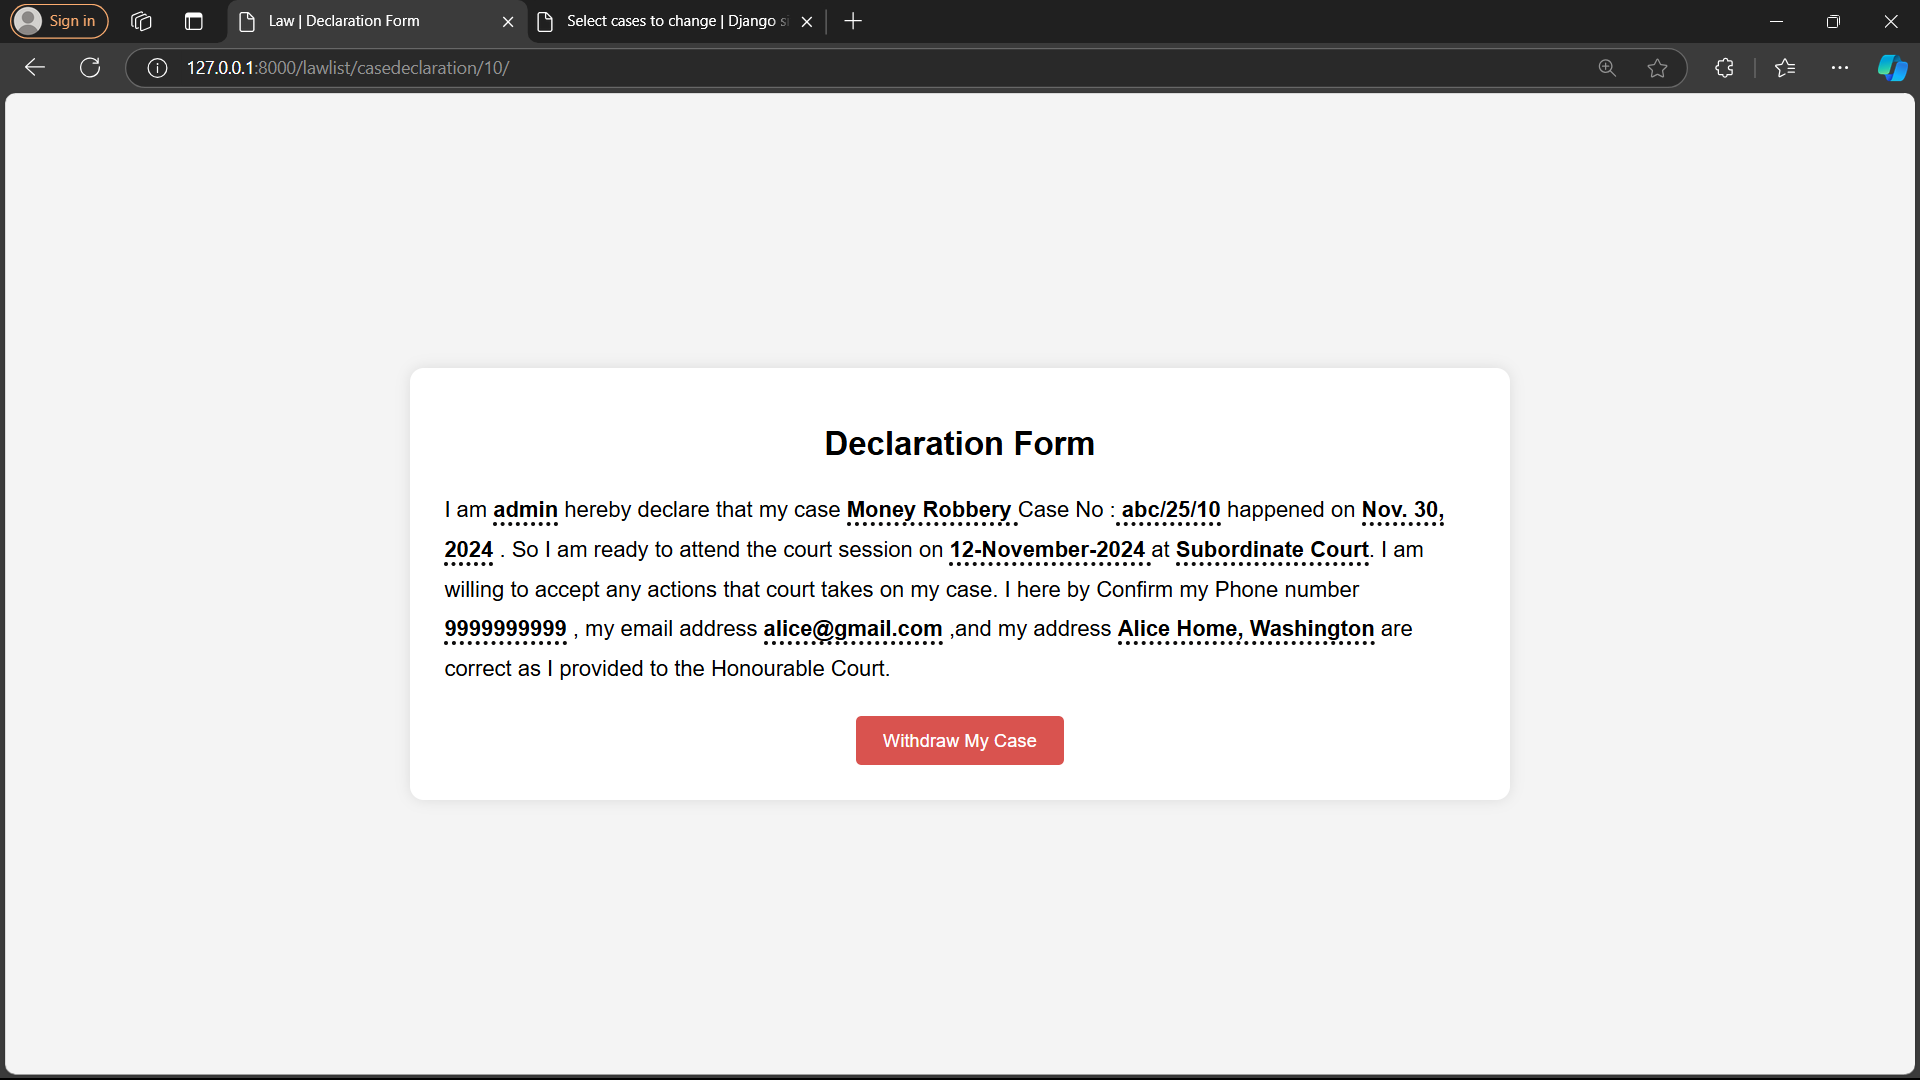 Sign in
Law | Declaration Form
Select cases to change | Django si
127.0.0.1:8000/lawlist/casedeclaration/10/
Declaration Form
I am admin hereby declare that my case Money Robbery Case No : abc/25/10 happened on Nov. 30,
2024 . So I am ready to attend the court session on 12-November-2024 at Subordinate Court. I am
willing to accept any actions that court takes on my case. I here by Confirm my Phone number
9999999999 , my email address alice@gmail.com ,and my address Alice Home, Washington are
correct as I provided to the Honourable Court.
Withdraw My Case